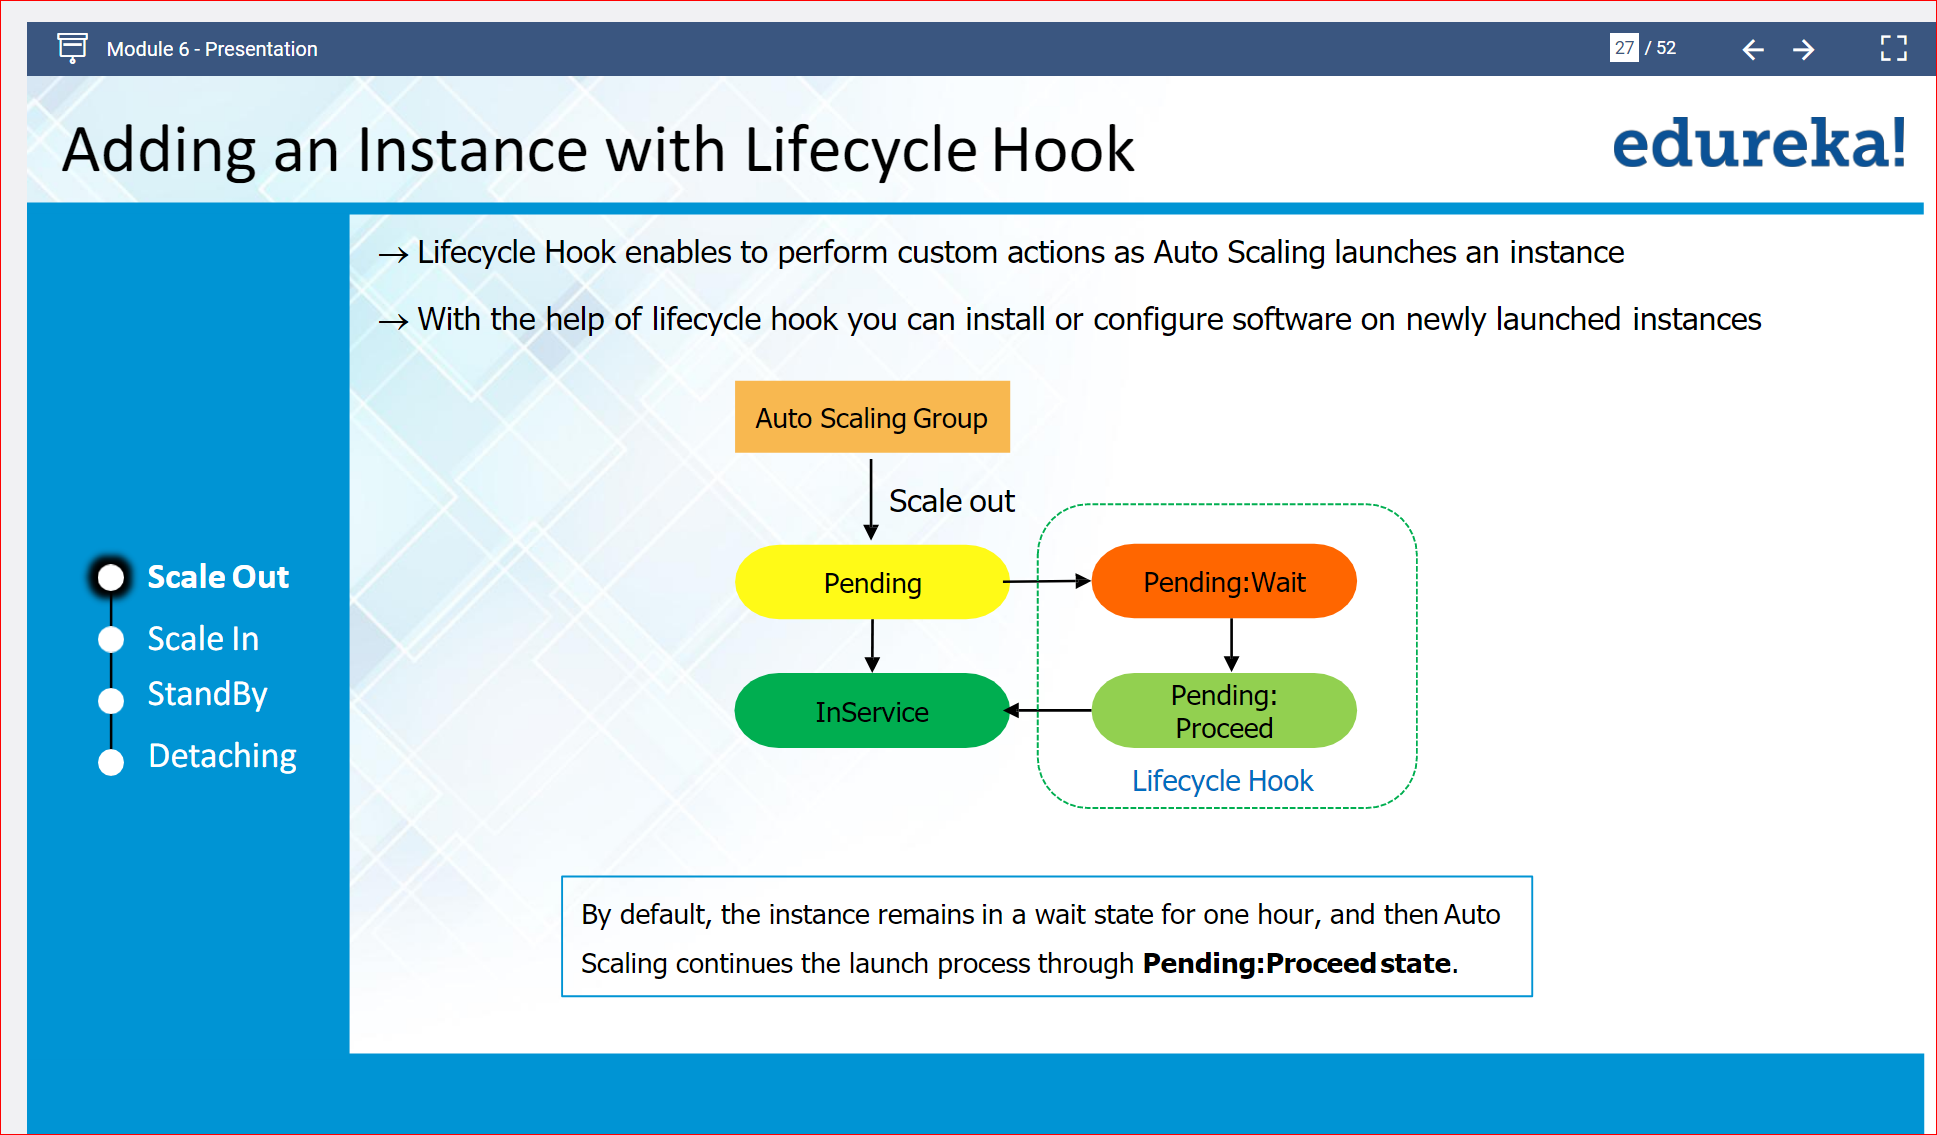 Module 6 - Presentation
27 / 52
Adding an Instance with Lifecycle Hook
edureka!
→ Lifecycle Hook enables to perform custom actions as Auto Scaling launches an instance
→ With the help of lifecycle hook you can install or configure software on newly launched instances
Auto Scaling Group
Scale out
Pending
Pending:Wait
InService
Pending:
Proceed
Lifecycle Hook
Scale Out
Scale In
StandBy
Detaching
By default, the instance remains in a wait state for one hour, and then Auto
Scaling continues the launch process through Pending:Proceed state.